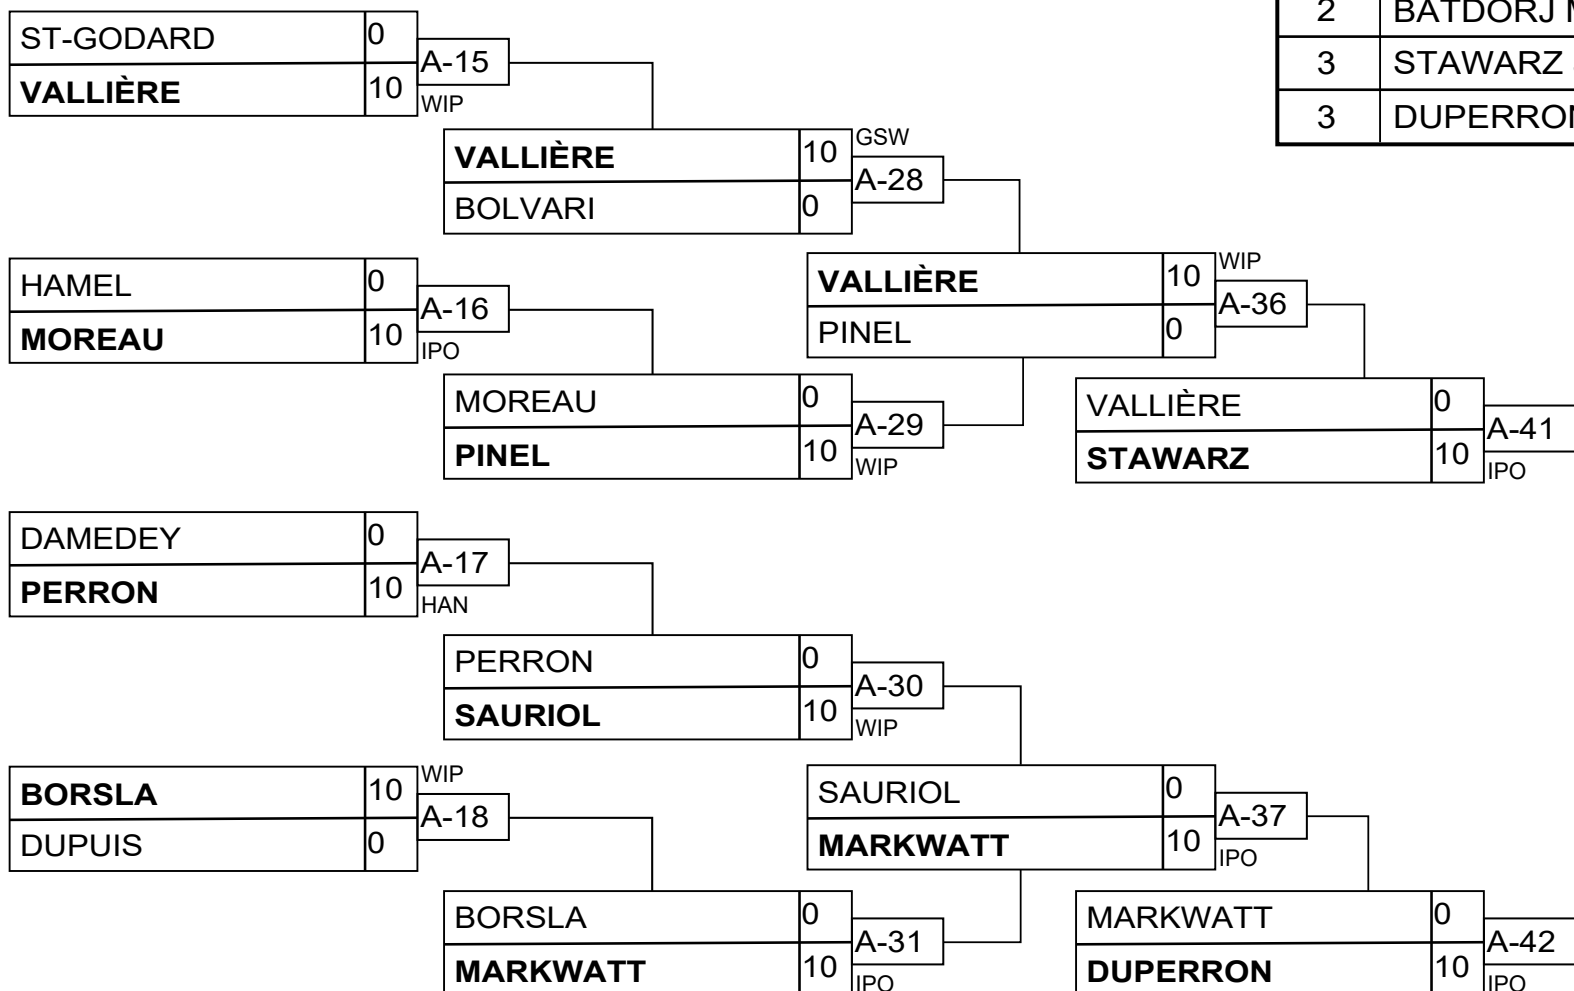 2 BATDORJ
3 STAWARZ
3 DUPERRON
ST-GODARD 0
A-15
VALLIÈRE 10
WIP
VALLIÈRE 10
GSW
A-28
BOLVARI 0
HAMEL 0
A-16
MOREAU 10
IPO
VALLIÈRE 10
WIP
A-36
PINEL 0
MOREAU 0
A-29
PINEL 10
WIP
VALLIÈRE 0
A-41
STAWARZ 10
IPO
DAMEDEY 0
A-17
PERRON 10
HAN
PERRON 0
A-30
SAURIOL 10
WIP
BORSLA 10
WIP
A-18
DUPUIS 0
SAURIOL 0
A-37
MARKWATT 10
IPO
BORSLA 0
A-31
MARKWATT 10
IPO
MARKWATT 0
A-42
DUPERRON 10
IPO